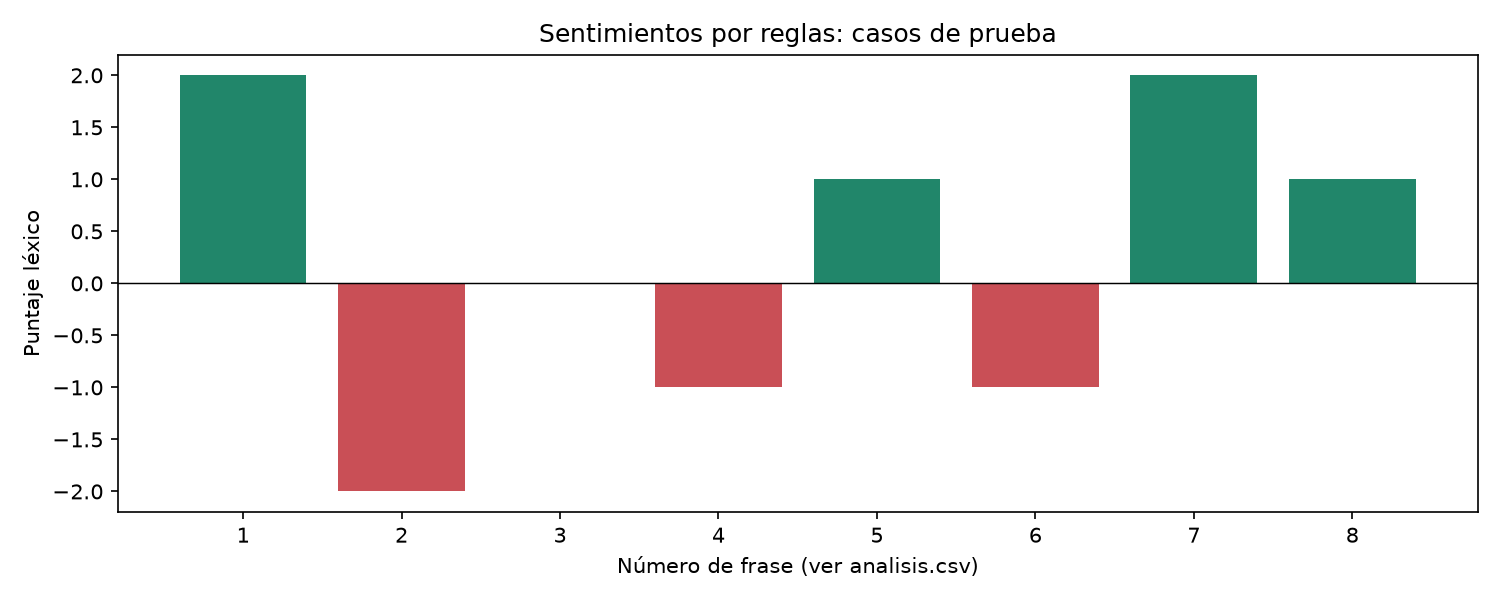 Sentimientos por reglas: casos de prueba
Puntaje léxico
2.0
1.5
1.0
0.5
0.0
−0.5
−1.0
−1.5
−2.0
1 2 3 4 5 6 7 8
Número de frase (ver analisis.csv)